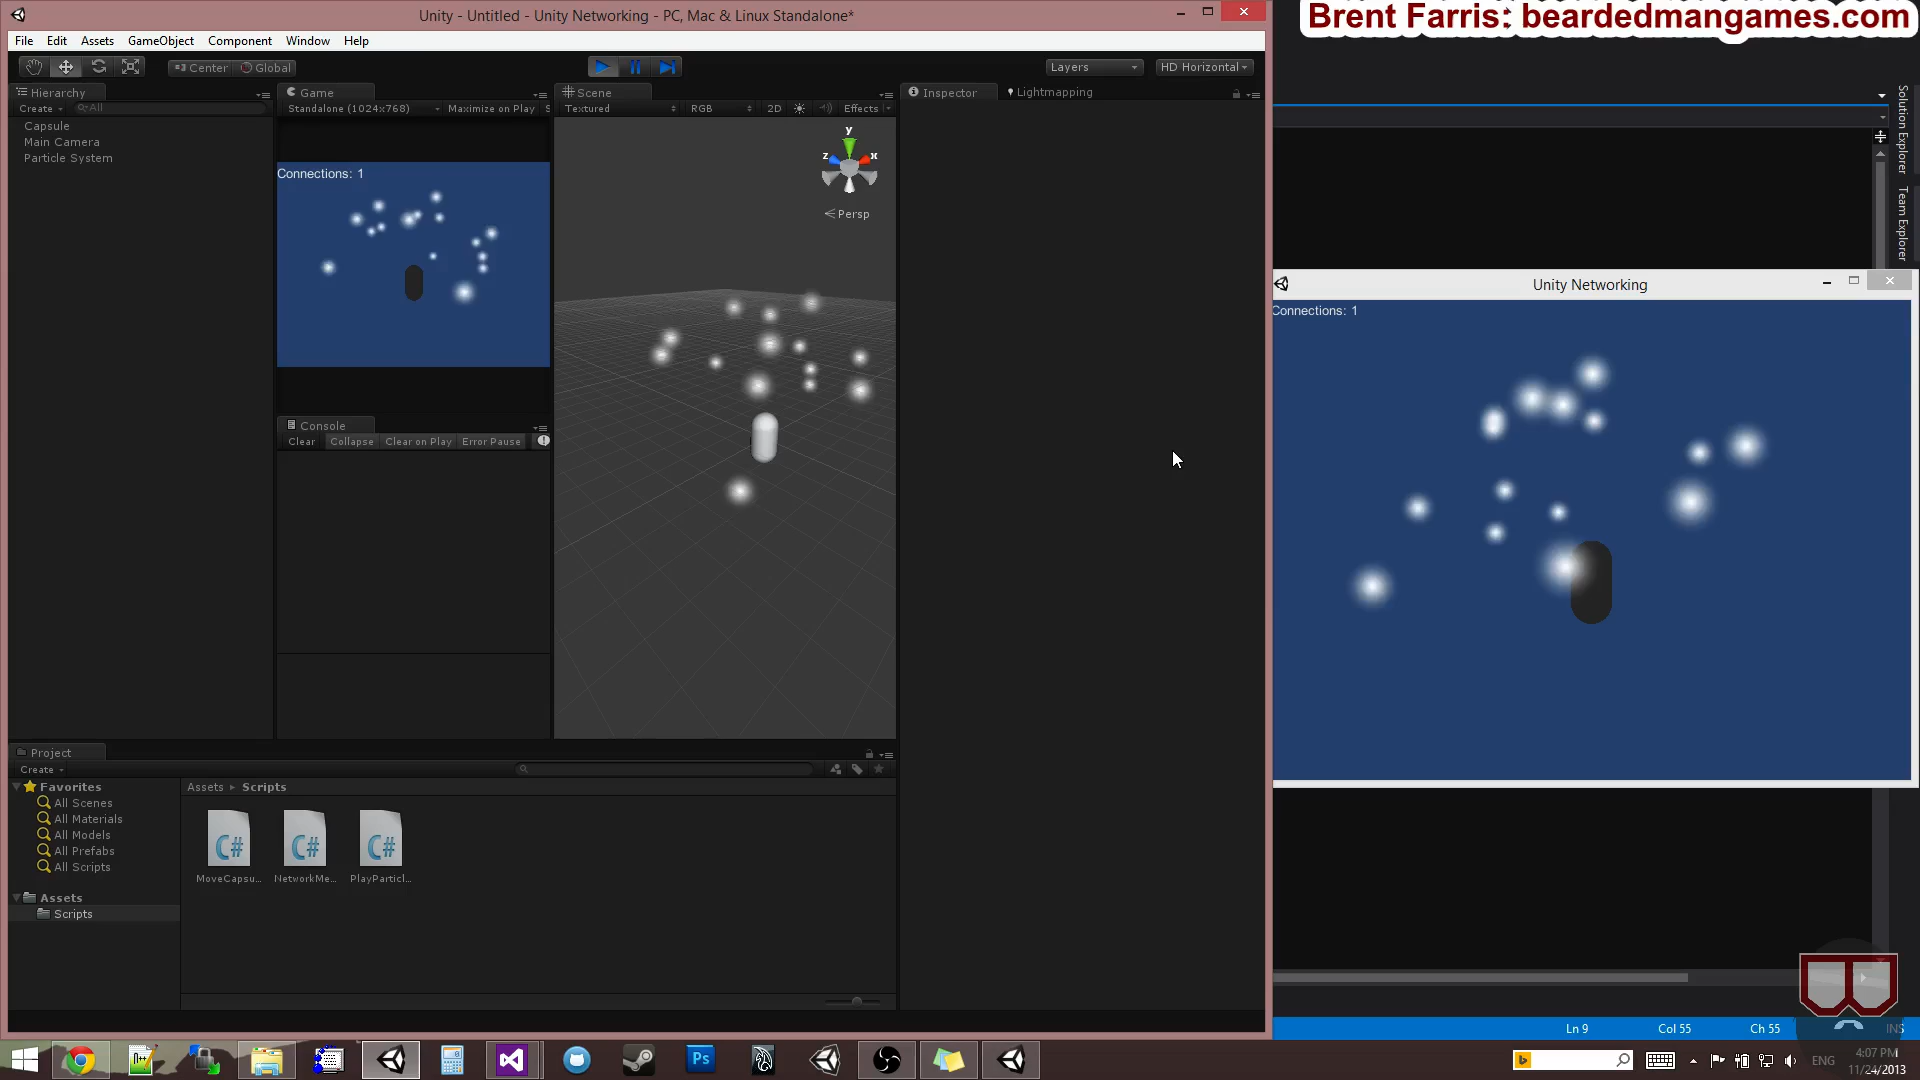 Unity - Untitled - Unity Networking - PC, Mac & Linux Standalone*
Brent Farris: beardedmangames.com
File Edit Assets GameObject Component Window Help
Center Global
Layers
HD Horizontal
Hierarchy
Create
All
Capsule
Main Camera
Particle System
Game
Standalone (1024x768) Maximize on Play S
Connections: 1
Console
Clear Collapse Clear on Play Error Pause
Scene
Textured RGB 2D Effects
y
z
x
Persp
Inspector Lightmapping
Solution Explorer
Team Explorer
Unity Networking
Connections: 1
Project
Create
Favorites
All Scenes
All Materials
All Models
All Prefabs
All Scripts
Assets
Scripts
Assets Scripts
C# C# C#
MoveCapsu... NetworkMe... PlayParticl...
Ln 9 Col 55 Ch 55 INS
Ps
b
ENG
4:07 PM
11/24/2013